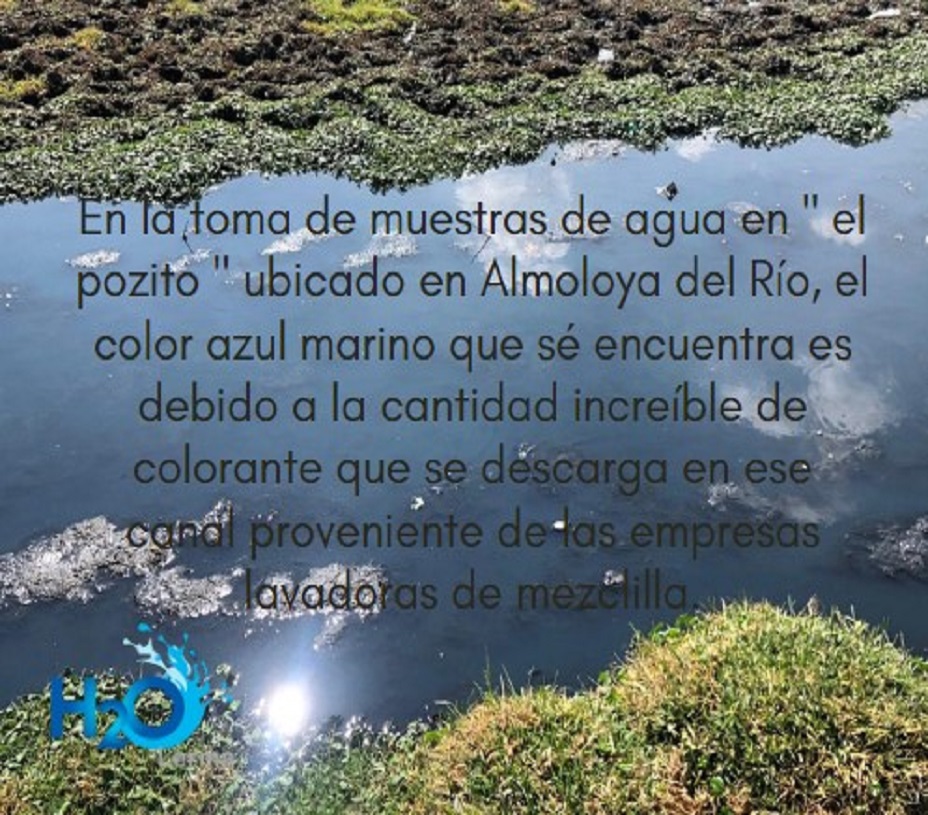 En la toma de muestras de agua en " el
pozito " ubicado en Almoloya del Río, el
color azul marino que sé encuentra es
debido a la cantidad increíble de
colorante que se descarga en ese
canal proveniente de las empresas
lavadoras de mezclilla.
H2O